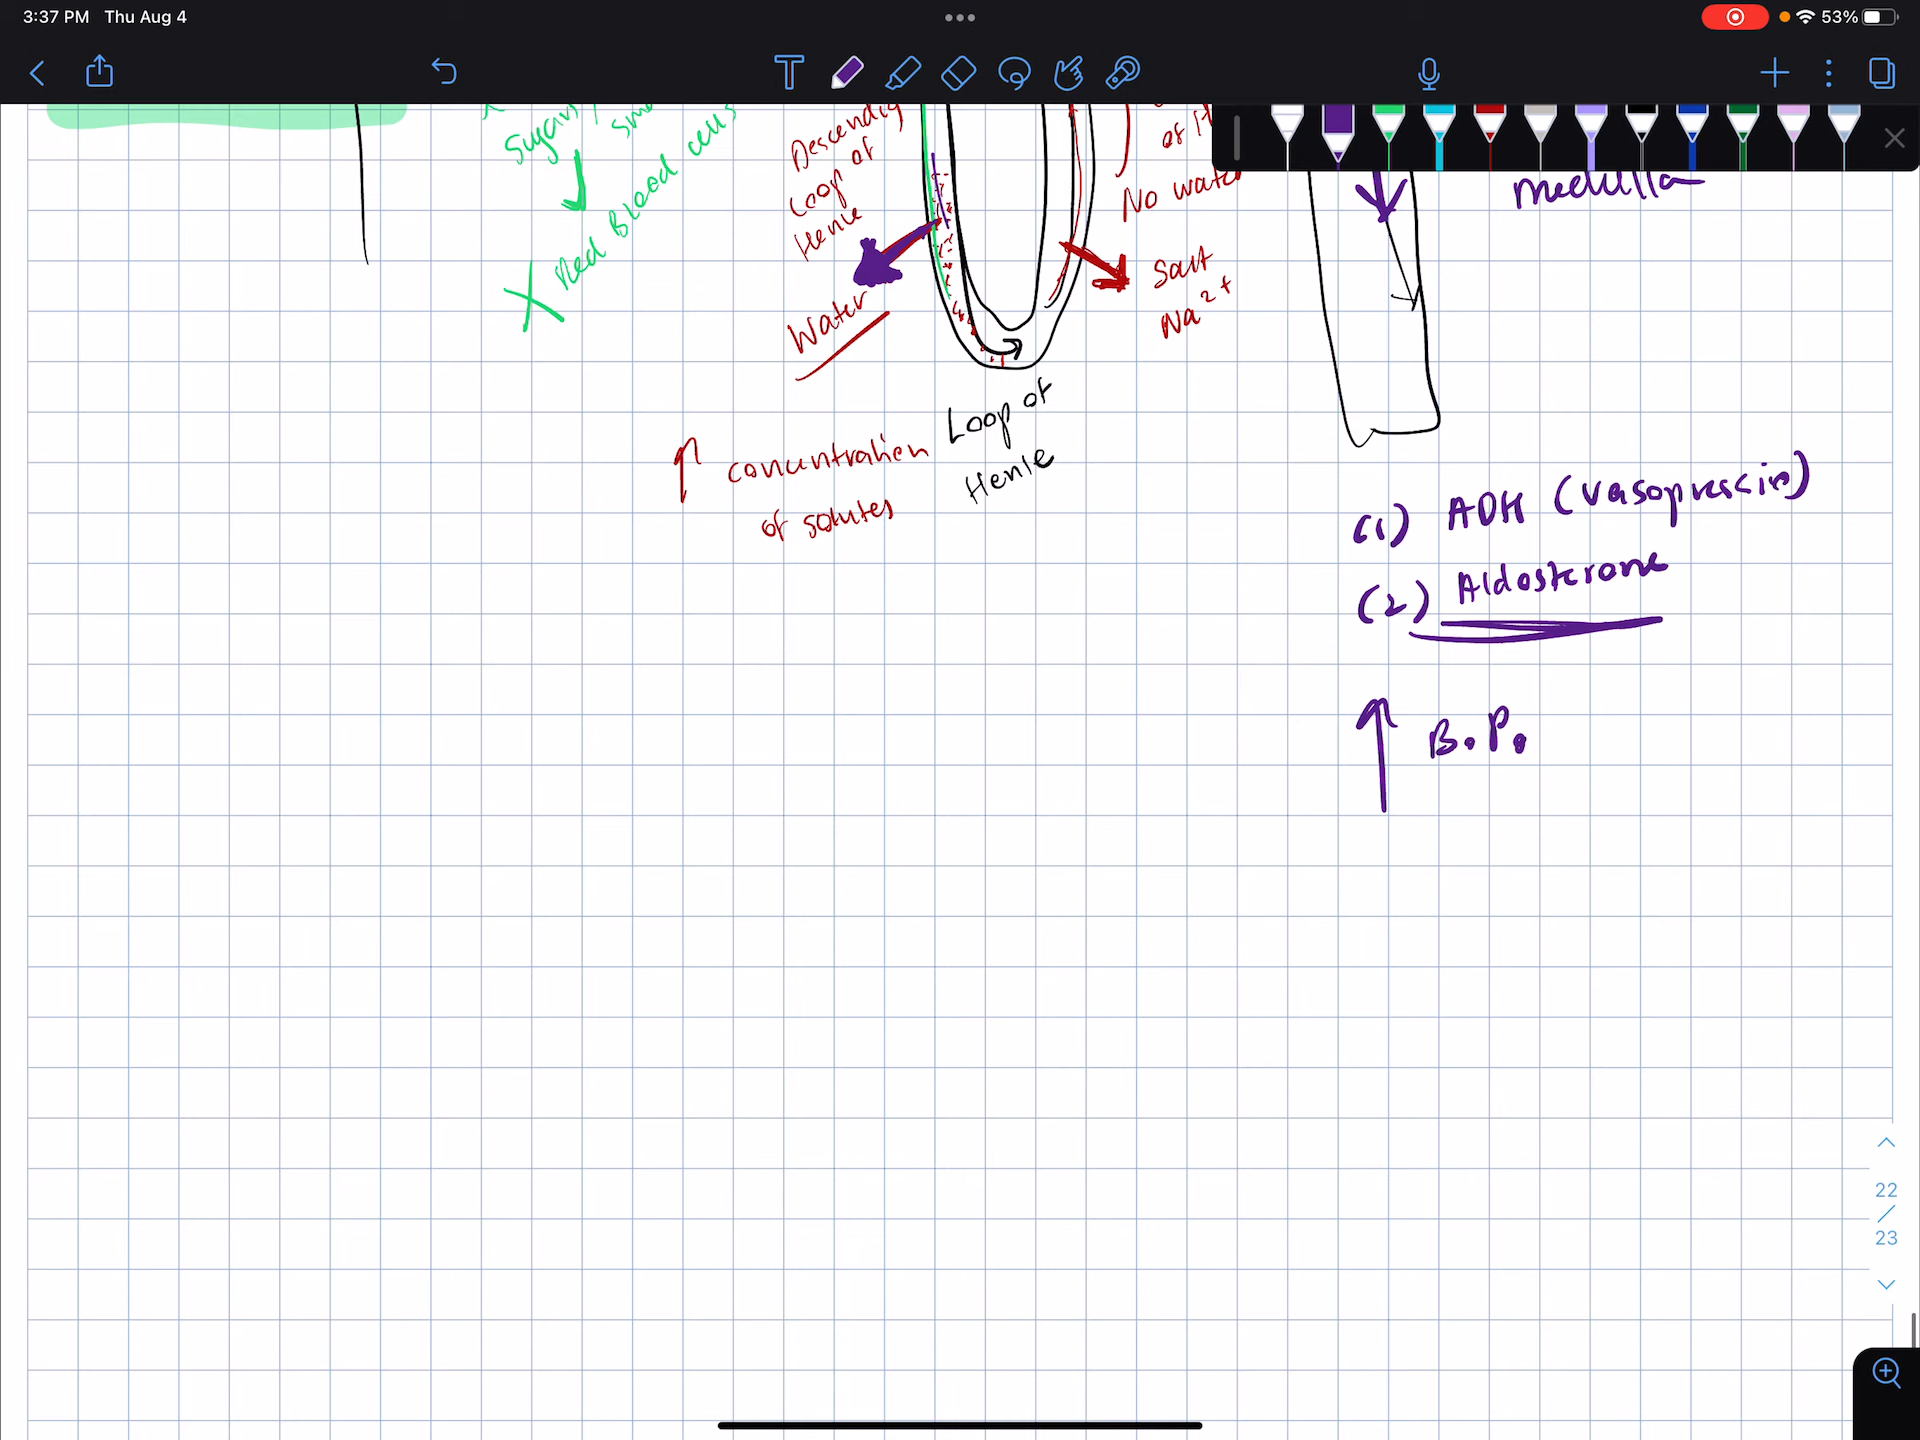 3:37 PM Thu Aug 4
53%
Sugars
Red Blood cells
Descending
Loop of
Henle
Water
↑ concentration
of solutes
Loop of
Henle
No water
Salt
Na²⁺
medulla
(1) ADH (Vasopressin)
(2) Aldosterone
↑ B.P.
22
/
23